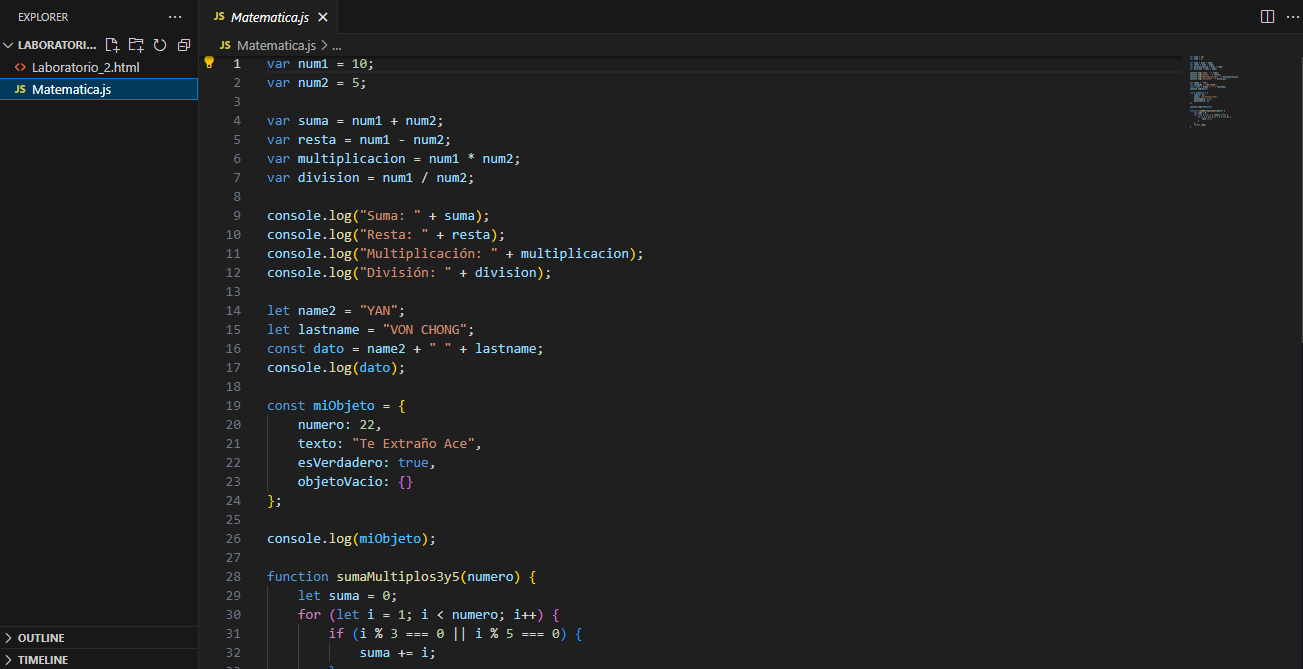 EXPLORER
LABORATORI...
Laboratorio_2.html
JS Matematica.js
OUTLINE
TIMELINE
JS Matematica.js
JS Matematica.js > ...
1 var num1 = 10;
2 var num2 = 5;
3
4 var suma = num1 + num2;
5 var resta = num1 - num2;
6 var multiplicacion = num1 * num2;
7 var division = num1 / num2;
8
9 console.log("Suma: " + suma);
10 console.log("Resta: " + resta);
11 console.log("Multiplicación: " + multiplicacion);
12 console.log("División: " + division);
13
14 let name2 = "YAN";
15 let lastname = "VON CHONG";
16 const dato = name2 + " " + lastname;
17 console.log(dato);
18
19 const miObjeto = {
20     numero: 22,
21     texto: "Te Extraño Ace",
22     esVerdadero: true,
23     objetoVacio: {}
24 };
25
26 console.log(miObjeto);
27
28 function sumaMultiplos3y5(numero) {
29     let suma = 0;
30     for (let i = 1; i < numero; i++) {
31         if (i % 3 === 0 || i % 5 === 0) {
32             suma += i;